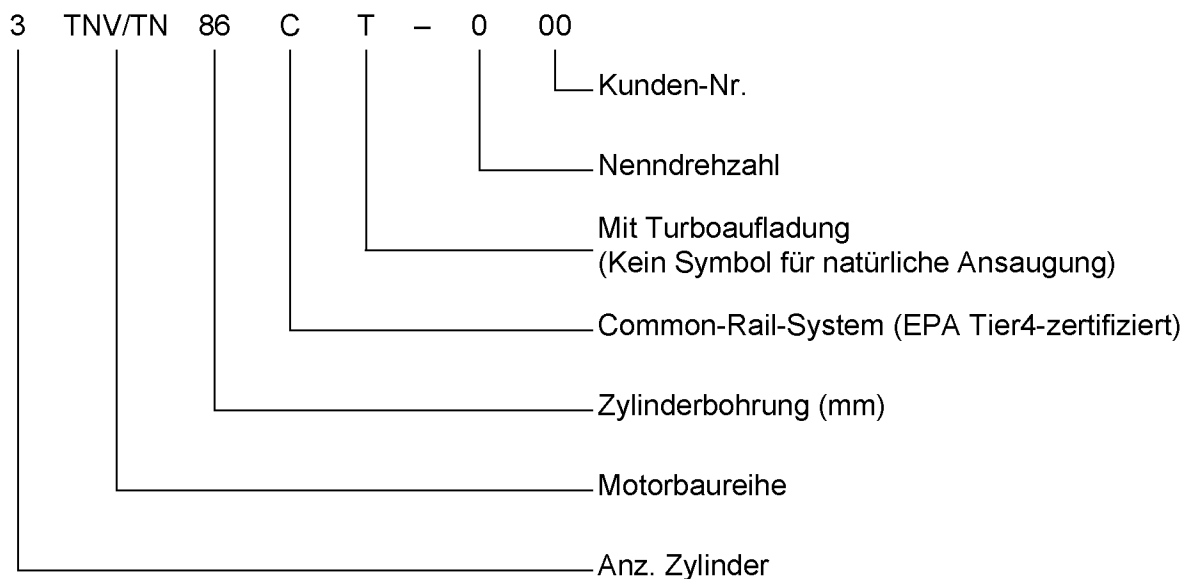 3 TNV/TN 86 C T – 0 00
Kunden-Nr.
Nenndrehzahl
Mit Turboaufladung
(Kein Symbol für natürliche Ansaugung)
Common-Rail-System (EPA Tier4-zertifiziert)
Zylinderbohrung (mm)
Motorbaureihe
Anz. Zylinder